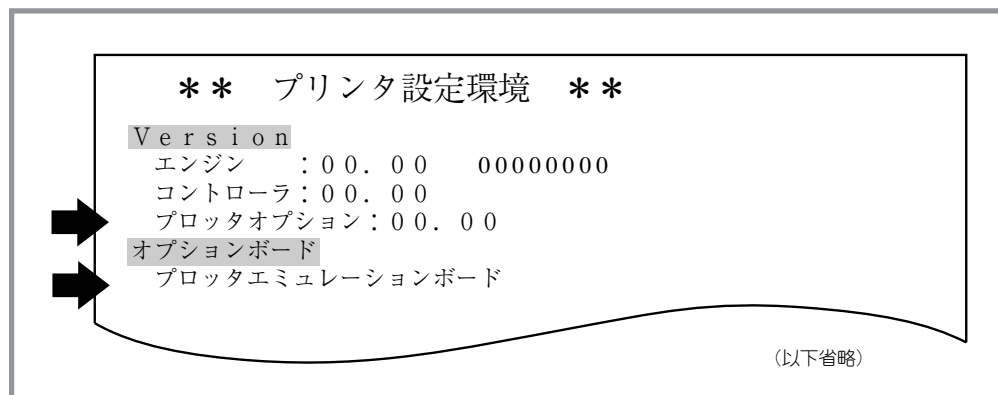 ＊＊　プリンタ設定環境　＊＊
Ｖｅｒｓｉｏｎ
エンジン　　：００．００　　00000000
コントローラ：００．００
プロッタオプション：００．００
オプションボード
プロッタエミュレーションボード
（以下省略）